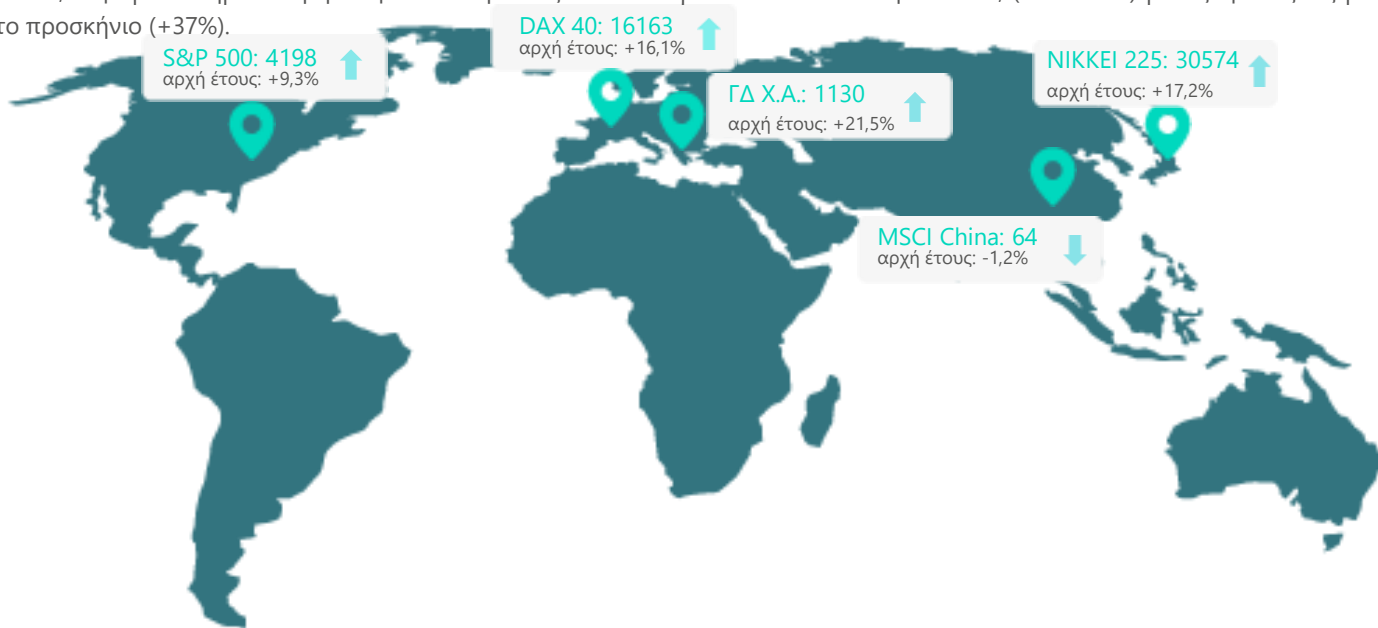 το προσκήνιο (+37%).
S&P 500: 4198
αρχή έτους: +9,3%
DAX 40: 16163
αρχή έτους: +16,1%
ΓΔ Χ.Α.: 1130
αρχή έτους: +21,5%
NIKKEI 225: 30574
αρχή έτους: +17,2%
MSCI China: 64
αρχή έτους: -1,2%